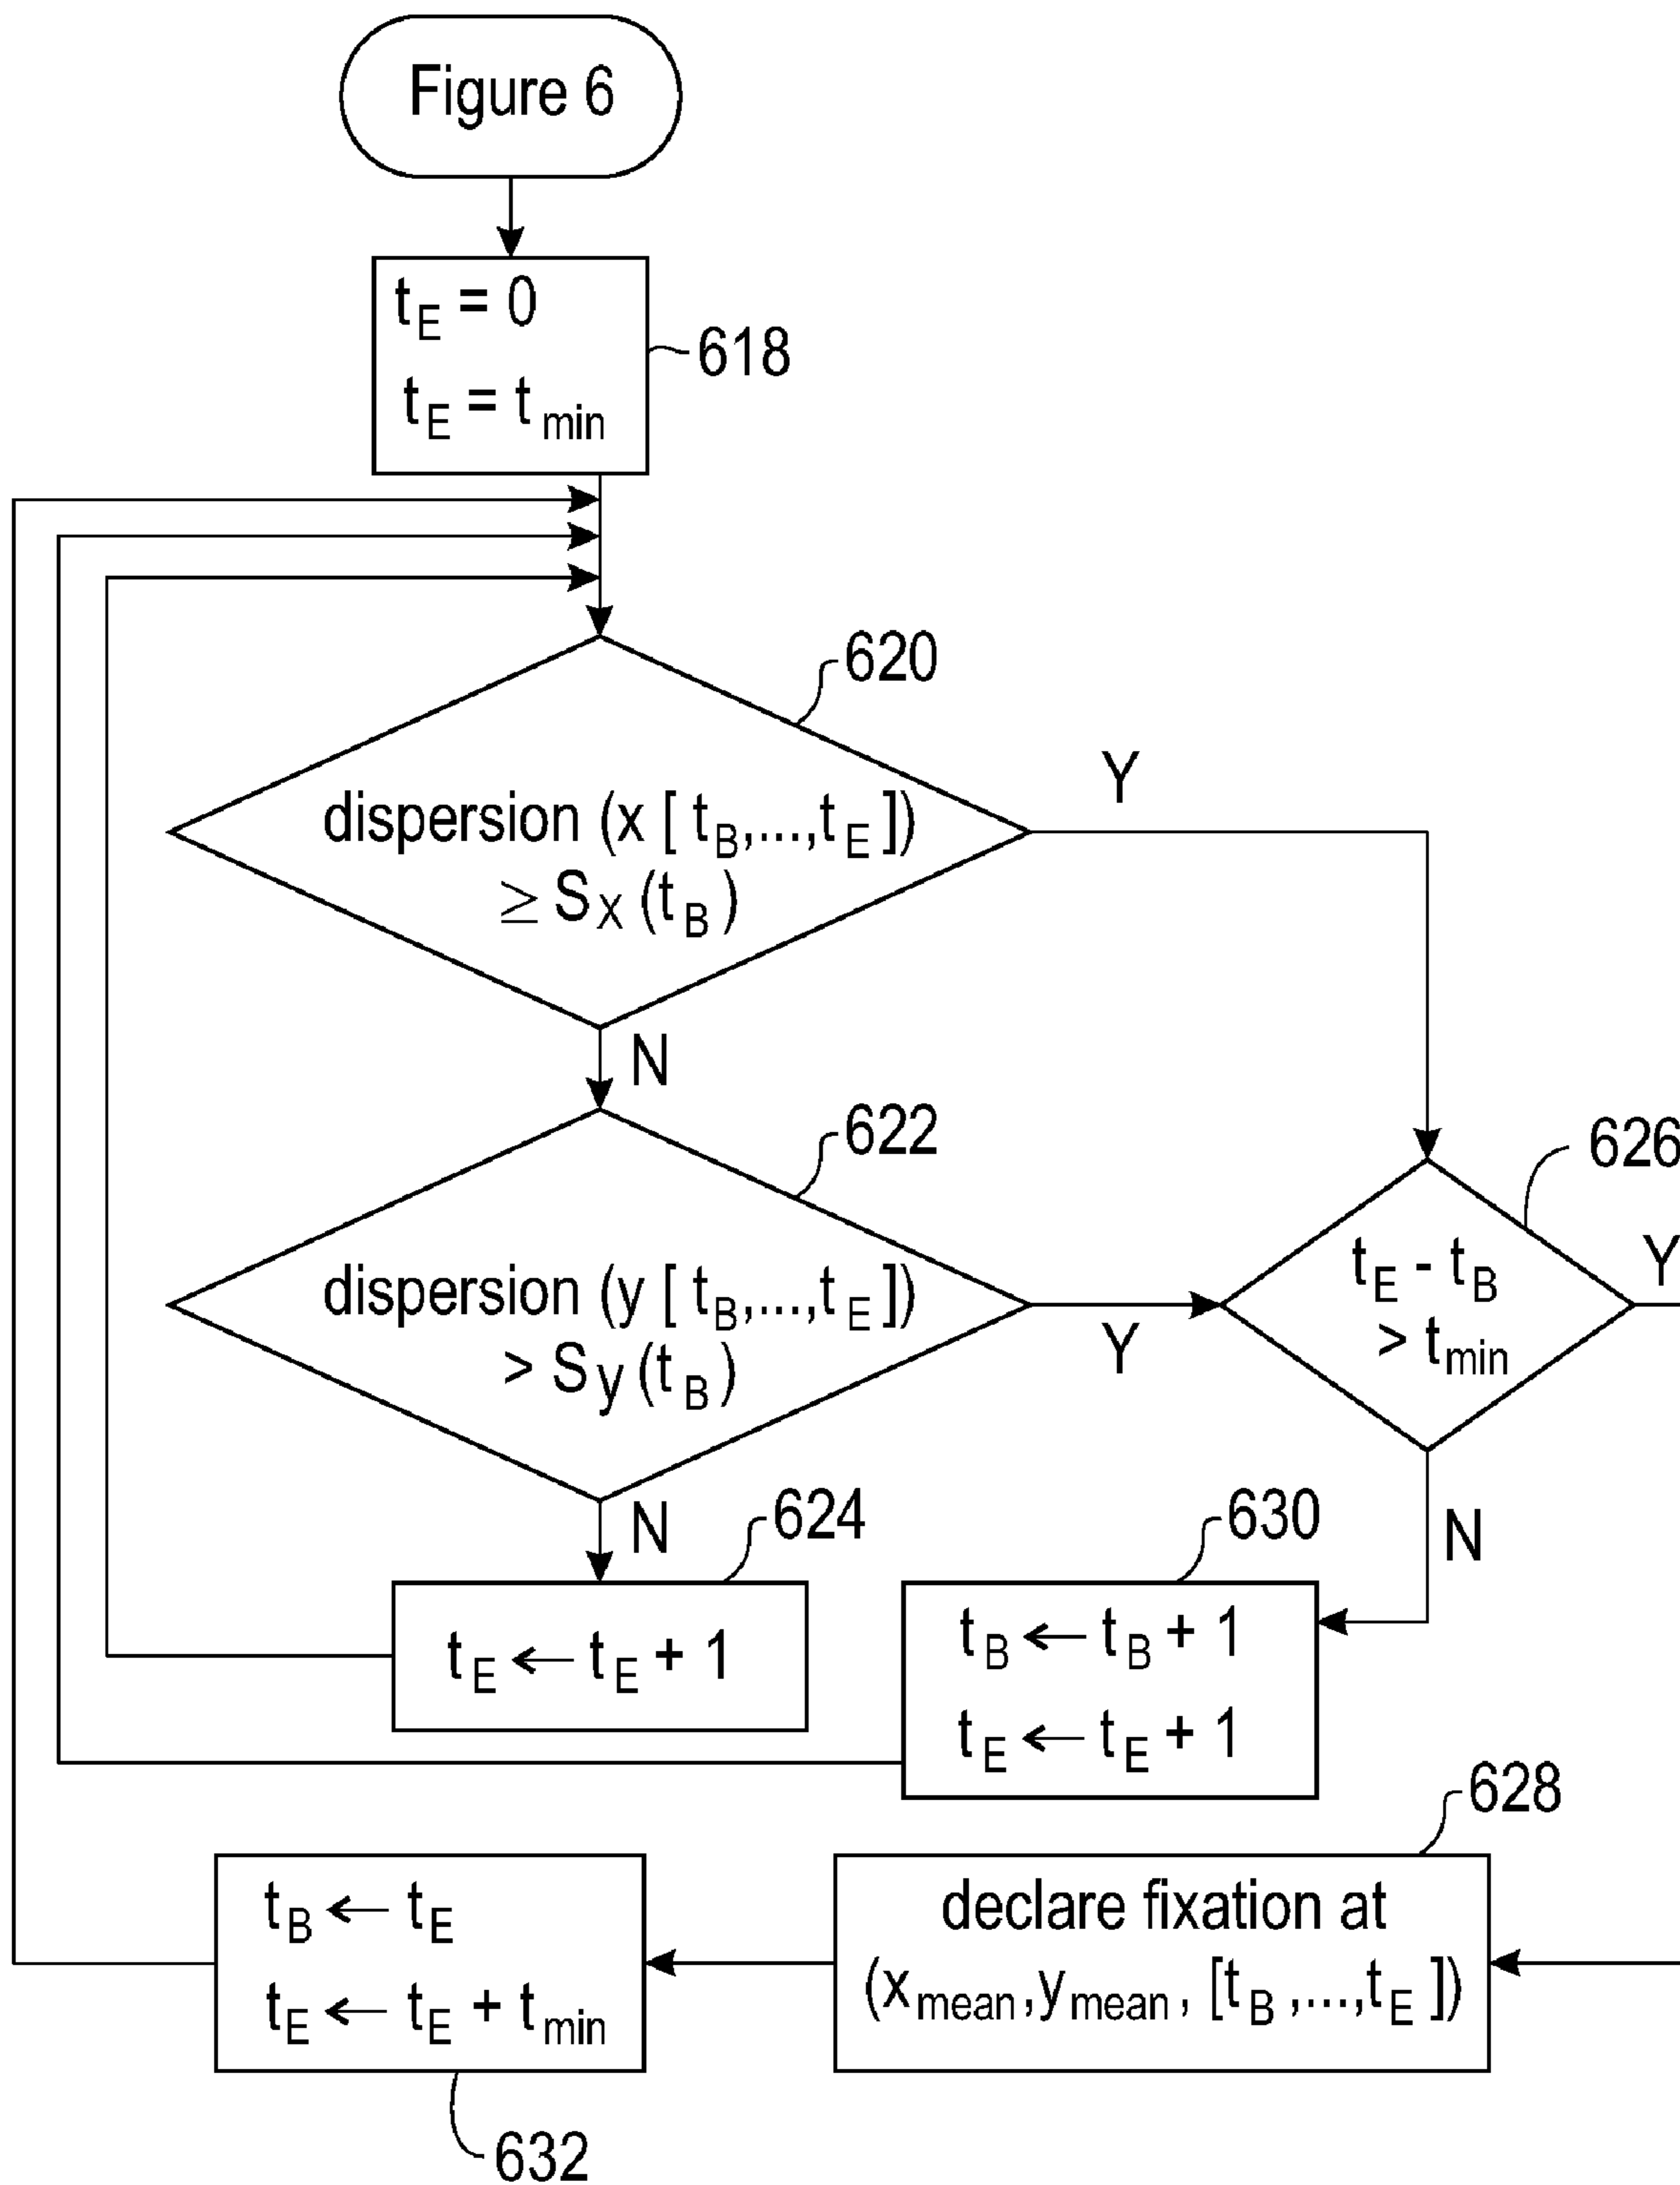 Figure 6
t_E = 0
t_E = t_min
618
620
Y
dispersion (x [ t_B,...,t_E ])
≥ S_x (t_B )
N
622
626
dispersion (y [ t_B,...,t_E ])
> S_y (t_B )
Y
t_E - t_B
> t_min
Y
N
624
630
N
t_E ← t_E + 1
t_B ← t_B + 1
t_E ← t_E + 1
628
t_B ← t_E
t_E ← t_E + t_min
declare fixation at
(x_mean,y_mean, [t_B ,...,t_E ])
632